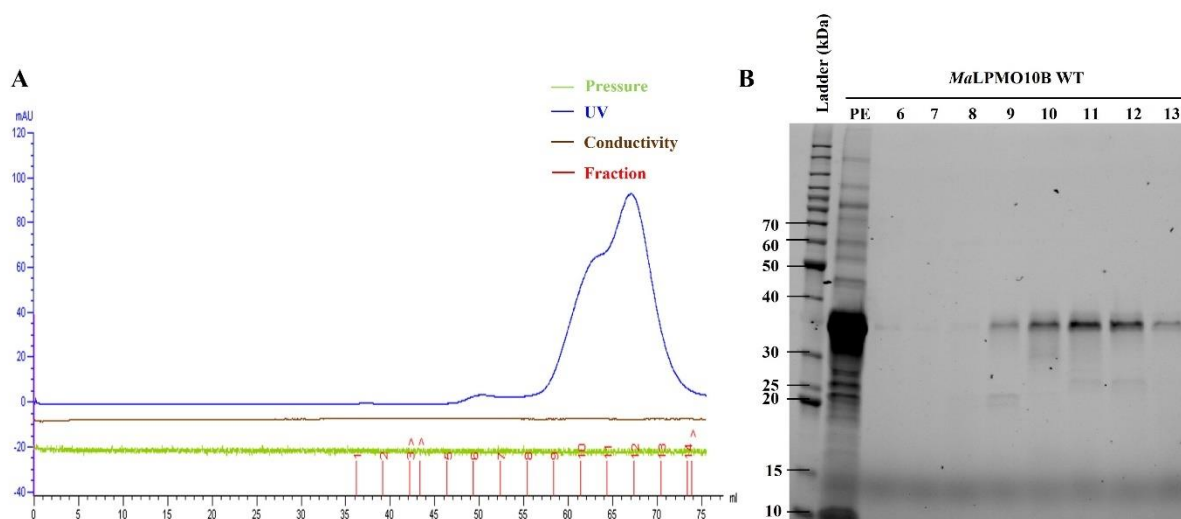 A
Pressure
UV
Conductivity
Fraction
mAU
120
100
80
60
40
20
0
-20
-40
1 2 3 ^ ^ 5 6 7 8 9 10 11 12 13 14 ^
0 5 10 15 20 25 30 35 40 45 50 55 60 65 70 75 ml
B
Ladder (kDa)
MaLPMO10B WT
PE 6 7 8 9 10 11 12 13
70
60
50
40
30
25
20
15
10